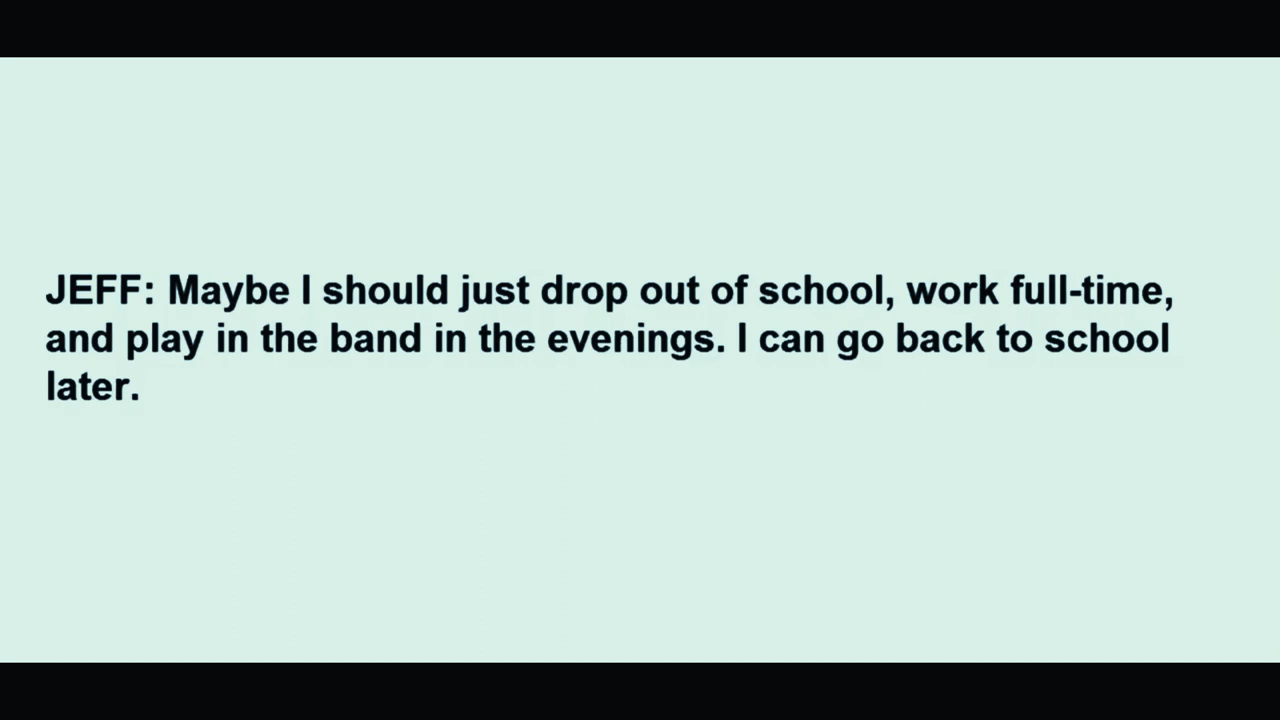 JEFF: Maybe I should just drop out of school, work full-time,
and play in the band in the evenings. I can go back to school
later.